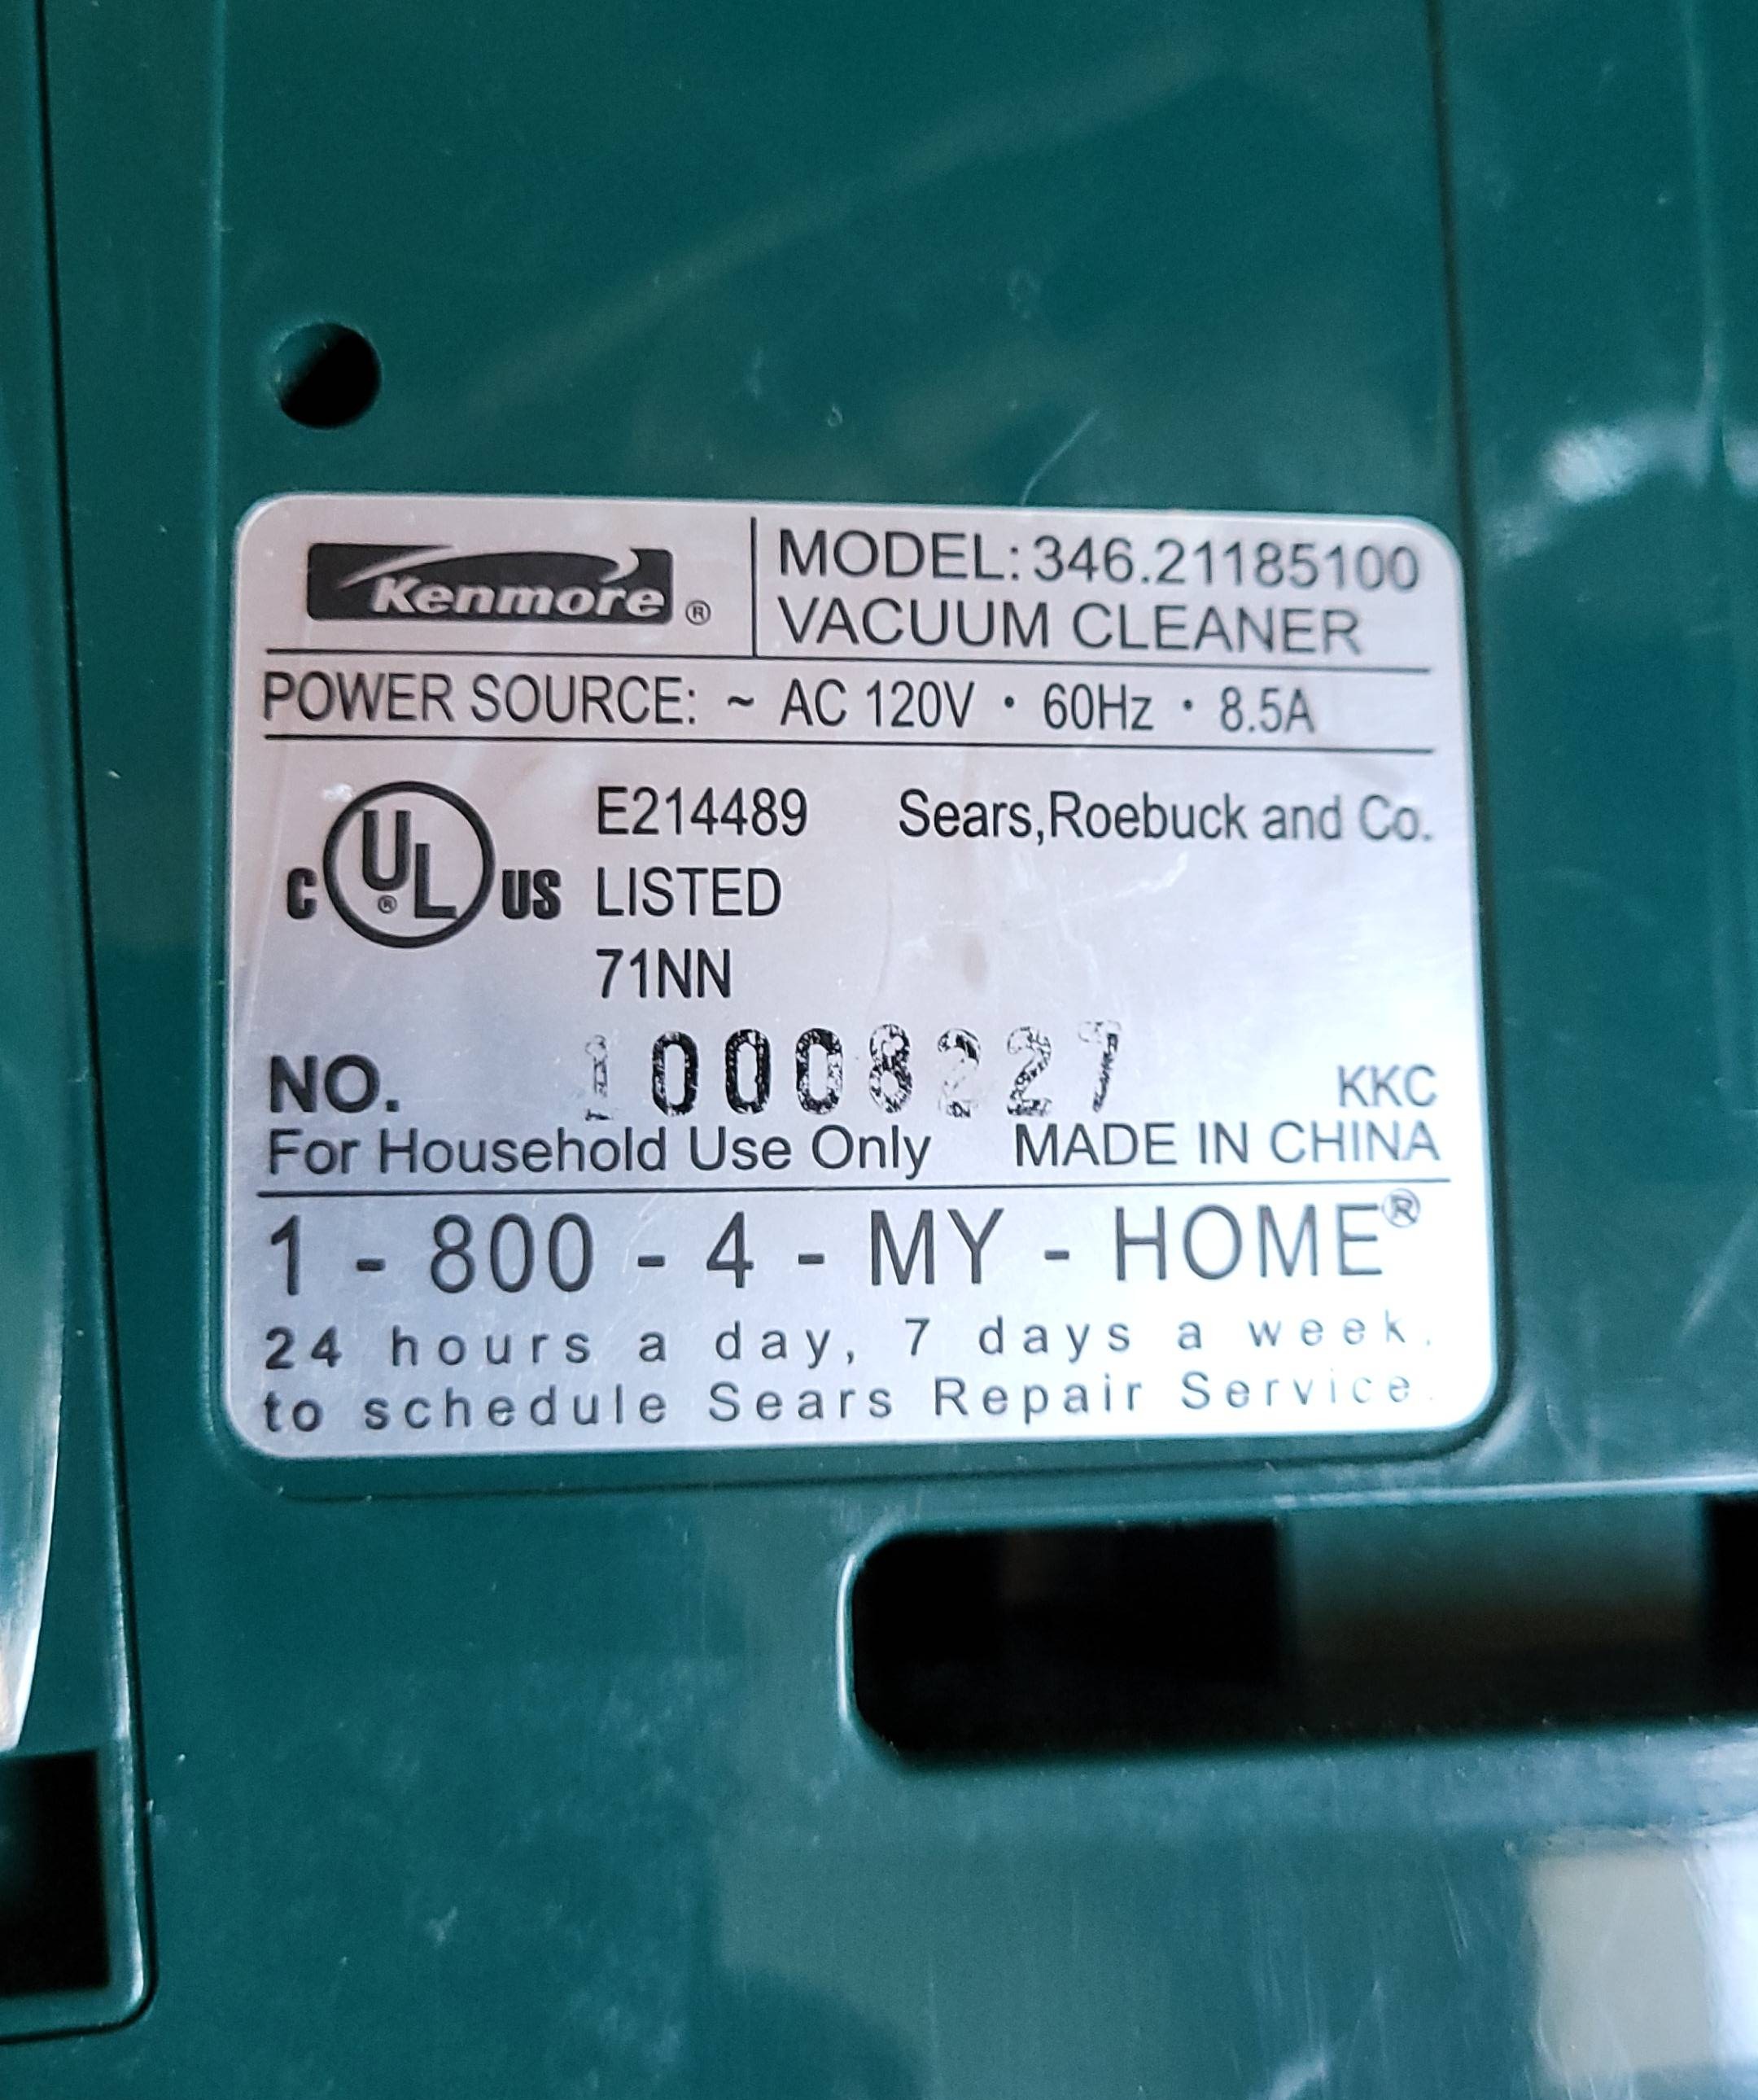 Kenmore®
MODEL: 346.21185100
VACUUM CLEANER
POWER SOURCE: ~ AC 120V • 60Hz • 8.5A
C UL® US
E214489
LISTED
71NN
Sears,Roebuck and Co.
NO. 10008227
KKC
For Household Use Only MADE IN CHINA
1 - 800 - 4 - MY - HOME®
24 hours a day, 7 days a week.
to schedule Sears Repair Service.